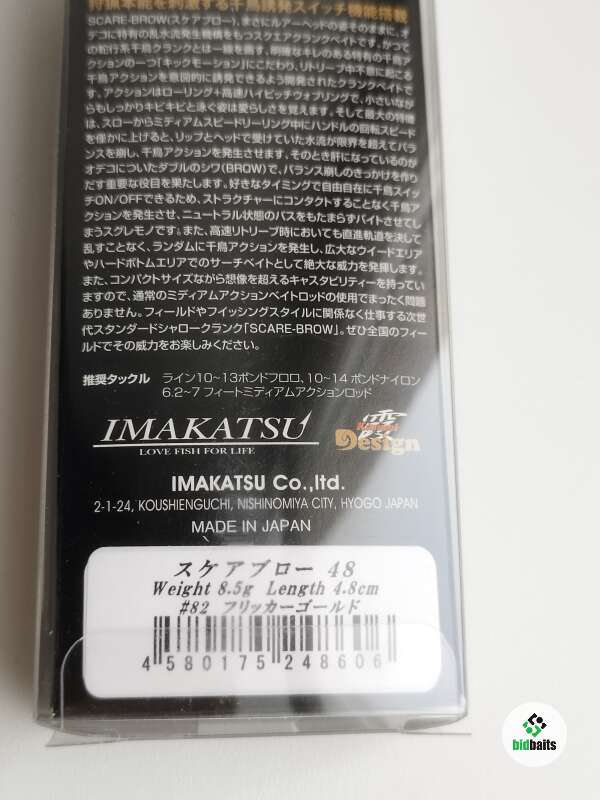 狩猟本能を刺激する千鳥誘発スイッチ機能搭載
SCARE-BROW(スケアブロー)、まさにルアーヘッドの姿そのままに、オ
デコに特有の乱水流発生機構をもつスクエアクランクベイトです。かつて
の蛇行系千鳥クランクとは一線を画す、明確なキレのある特有の千鳥ア
クションの一つ「キックモーション」にこだわり、リトリーブ中不意に起こる
千鳥アクションを意図的に誘発できるよう開発されたクランクベイトで
す。アクションはローリング+高速ハイピッチウォブリングで、小さいなが
らもしっかりキビキビと泳ぐ姿は愛らしさを覚えます。そして最大の特徴
は、スローからミディアムスピードリーリング中にハンドルの回転スピード
を僅かに上げると、リップとヘッドで受けていた水流が限界を超えてバラ
ンスを崩し、千鳥アクションを発生させます。そのとき肝になっているのが
オデコについたダブルのシワ(BROW)で、バランス崩しのきっかけを作り
だす重要な役目を果たします。好きなタイミングで自由自在に千鳥スイッ
チON/OFFできるため、ストラクチャーにコンタクトすることなく千鳥ア
クションを発生させ、ニュートラル状態のバスをもたまらずバイトさせてし
まうスグレモノです。また、高速リトリーブ時においても直進軌道を決して
乱すことなく、ランダムに千鳥アクションを発生し、広大なウイードエリア
やハードボトムエリアでのサーチベイトとして絶大な威力を発揮します。
また、コンパクトサイズながら想像を超えるキャスタビリティーを持ってい
ますので、通常のミディアムアクションベイトロッドの使用でまったく問題
ありません。フィールドやフイッシングスタイルに関係なく仕事する次世
代スタンダードシャロークランク「SCARE-BROW」。ぜひ全国のフィー
ルドでその威力をお楽しみください。
推奨タックル ライン10~13ポンドフロロ、10~14 ポンドナイロン
6.2~7 フィートミディアムアクションロッド
IMAKATSU
LOVE FISH FOR LIFE
Design
IMAKATSU Co.,ltd.
2-1-24, KOUSHIENGUCHI, NISHINOMIYA CITY, HYOGO JAPAN
MADE IN JAPAN
スケアブロー 48
Weight 8.5g Length 4.8cm
#82 フリッカーゴールド
4 580175 248606
bidbaits